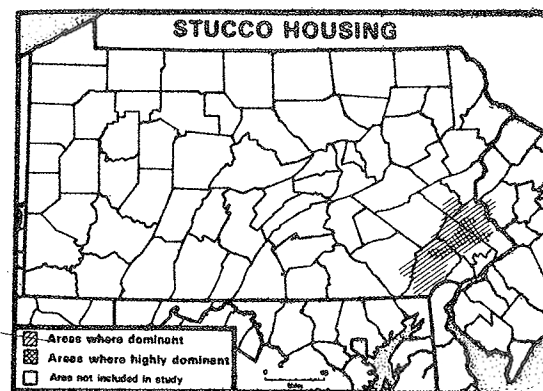 STUCCO HOUSING
Areas where dominant
Areas where highly dominant
Area not included in study